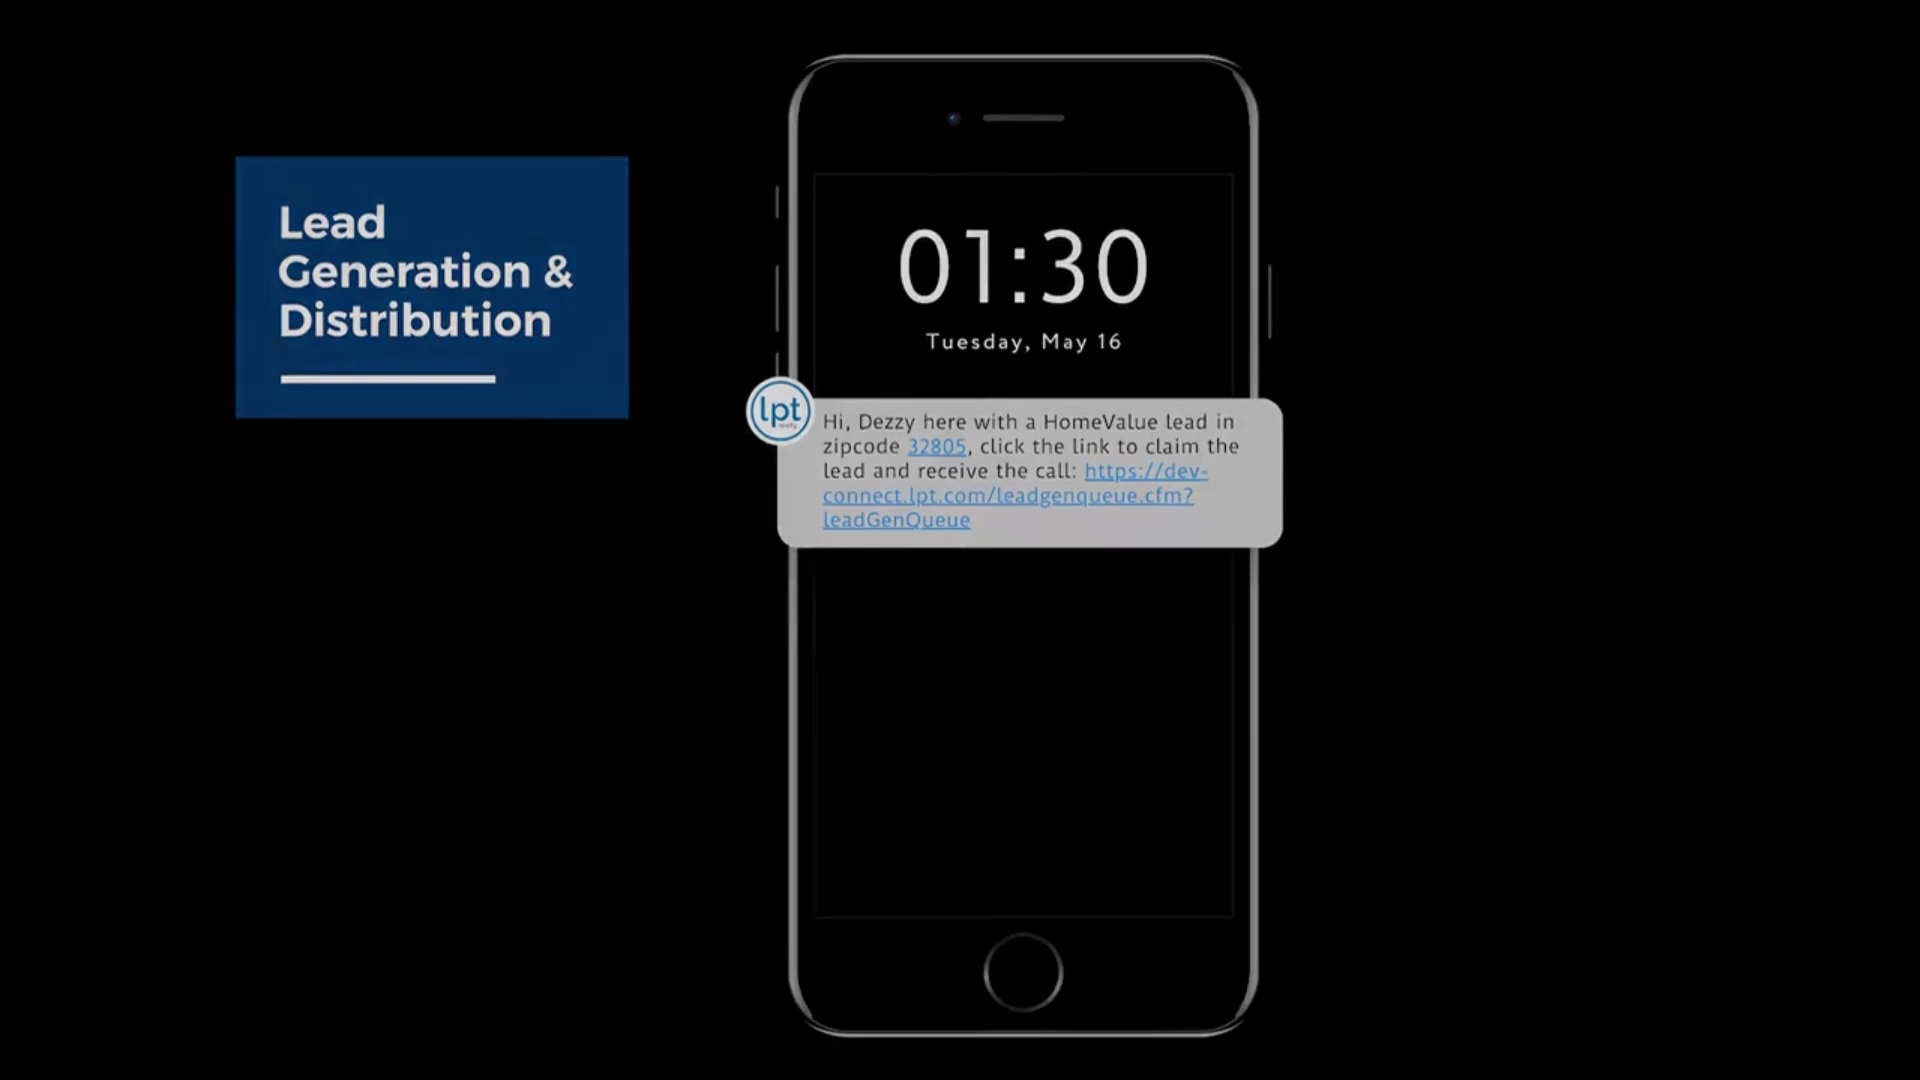 Lead
Generation &
Distribution
01:30
Tuesday, May 16
lpt
realty
Hi, Dezzy here with a HomeValue lead in
zipcode 32805, click the link to claim the
lead and receive the call: https://dev-
connect.lpt.com/leadgenqueue.cfm?
leadGenQueue